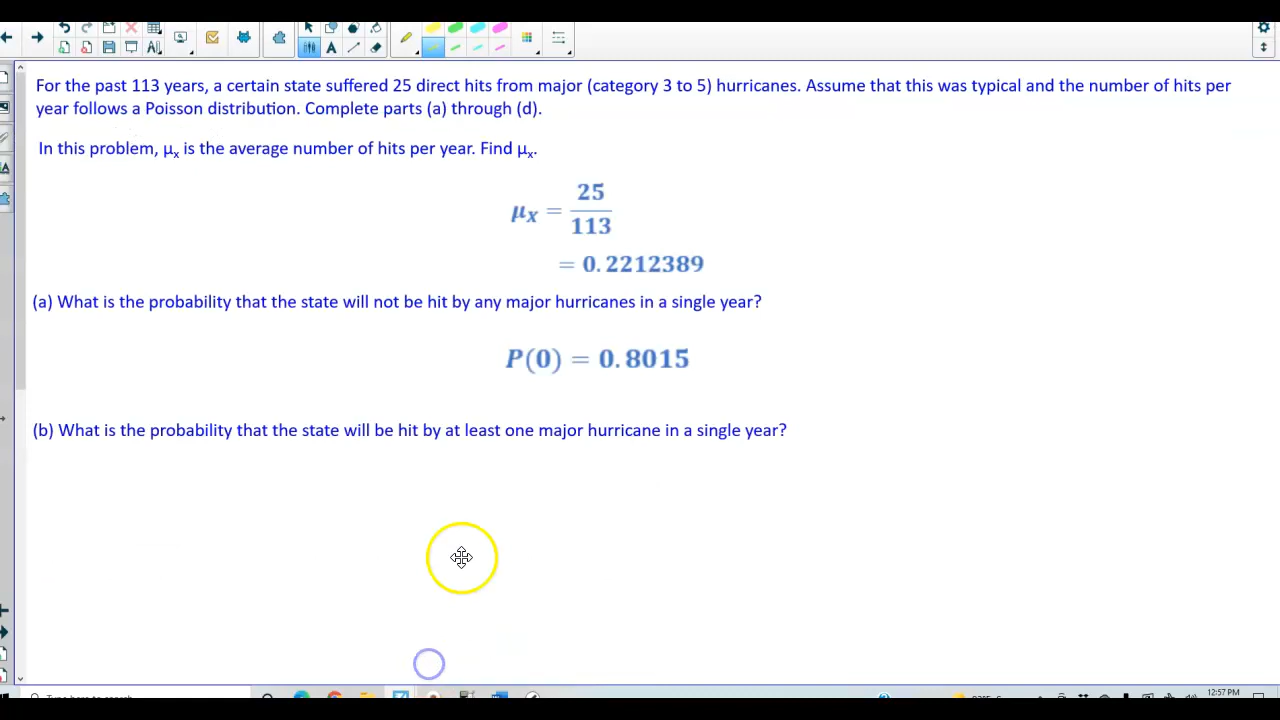 For the past 113 years, a certain state suffered 25 direct hits from major (category 3 to 5) hurricanes. Assume that this was typical and the number of hits per
year follows a Poisson distribution. Complete parts (a) through (d).
In this problem, μx is the average number of hits per year. Find μx.
μX = 25/113
= 0.2212389
(a) What is the probability that the state will not be hit by any major hurricanes in a single year?
P(0) = 0.8015
(b) What is the probability that the state will be hit by at least one major hurricane in a single year?
12:57 PM